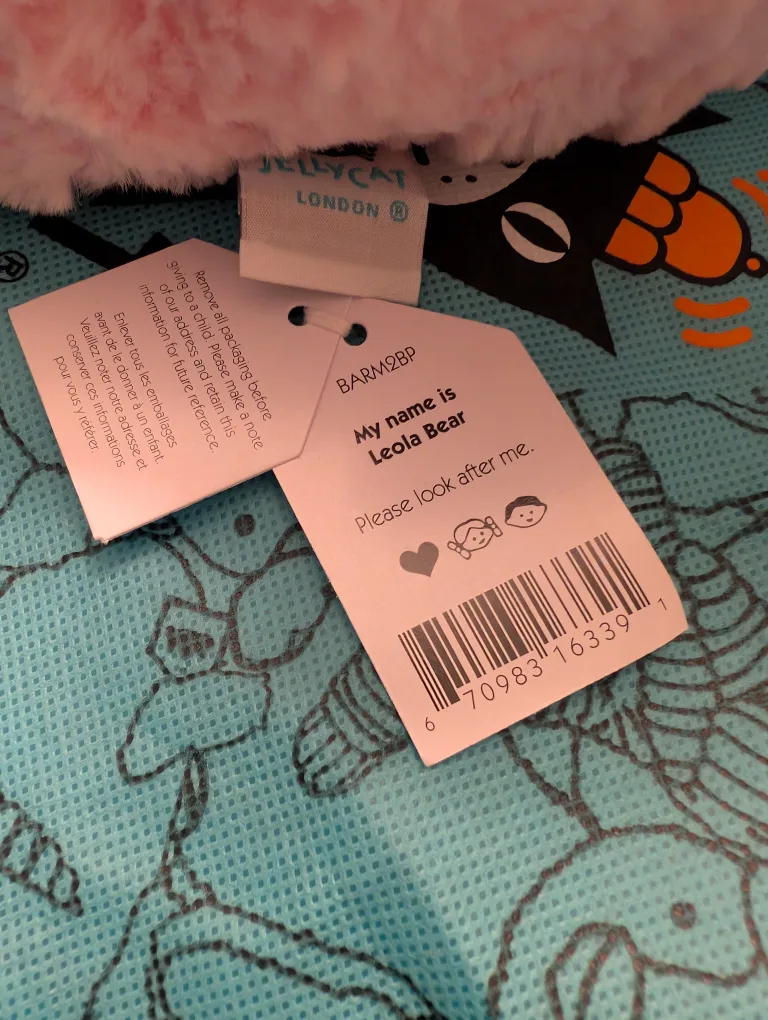 JELLYCAT
LONDON ®
®
Remove all packaging before
giving to a child. Please make a note
of our address and retain this
information for future reference.
Enlever tous les emballages
avant de le donner à un enfant.
Veuillez noter notre adresse et
conserver ces informations
pour vous y référer.
BARM2BP
My name is
Leola Bear
Please look after me.
6 70983 16339 1